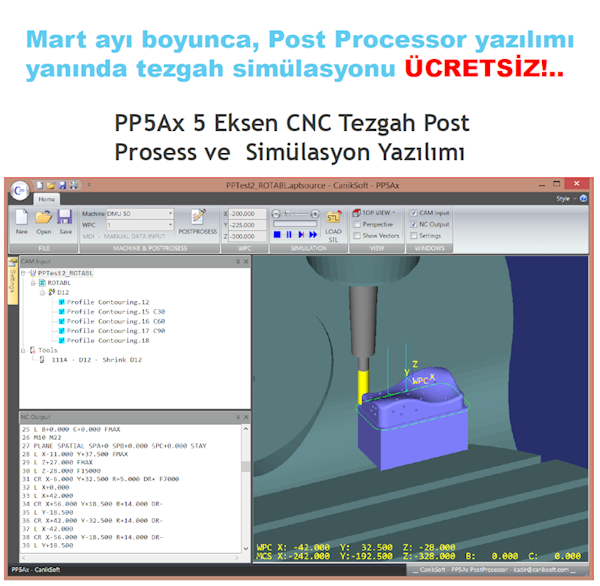 Mart ayı boyunca, Post Processor yazılımı
yanında tezgah simülasyonu ÜCRETSİZ!..
PP5Ax 5 Eksen CNC Tezgah Post
Prosess ve Simülasyon Yazılımı
PPTest2_ROTABL.aptsource - CanikSoft - PP5Ax
Home
Style
New
Open
Save
FILE
Machine DMU 50
WPC 1
MDI - MANUAL DATA INPUT
POSTPROSESS
MACHINE & POSTPROSESS
X -200.000
Y -225.000
Z -300.000
WPC
LOAD STL
SIMULATION
TOP VIEW
Perspective
Show Vectors
VIEW
CAM Input
NC Output
Settings
WINDOWS
Settings
CAM Input
PPTest2_ROTABL
ROTABL
D12
Profile Contouring.12
Profile Contouring.15 C30
Profile Contouring.16 C60
Profile Contouring.17 C90
Profile Contouring.18
Tools
1114 - D12 - Shrink D12
NC Output
25 L B+0.000 C+0.000 FMAX
26 M10 M22
27 PLANE SPATIAL SPA+0 SPB+0.000 SPC+0.000 STAY
28 L X-11.000 Y+37.500 FMAX
29 L Z+27.000 FMAX
30 L Z-28.000 F15000
31 CR X-6.000 Y+32.500 R+5.000 DR+ F7000
32 L X+0.000
33 L X+42.000
34 CR X+56.000 Y+18.500 R+14.000 DR-
35 L Y-18.500
36 CR X+42.000 Y-32.500 R+14.000 DR-
37 L X-42.000
38 CR X-56.000 Y-18.500 R+14.000 DR-
39 L Y+18.500
Z
Y
WPC X
WPC X: -42.000 Y: 32.500 Z: -28.000
MCS X:-242.000 Y:-192.500 Z:-328.000 B: 0.000 C: 0.000
PP5Ax - CanikSoft
__ CanikSoft - PP5Ax PostProcessor - kadir@caniksoft.com __